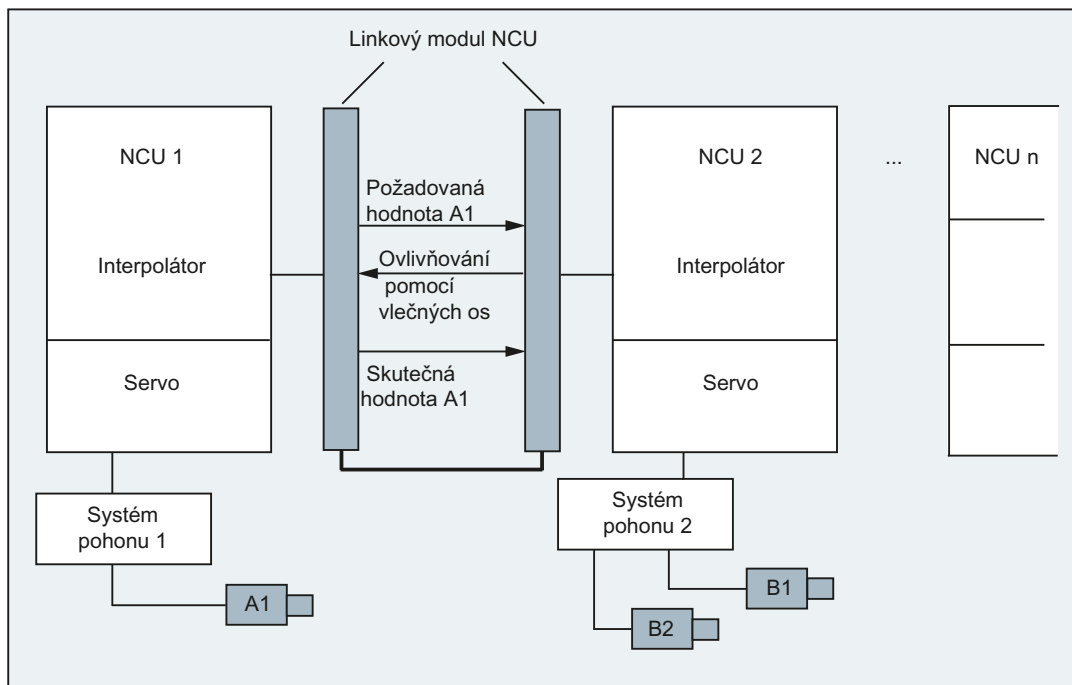 Linkový modul NCU
NCU 1
NCU 2
...
NCU n
Požadovaná
hodnota A1
Interpolátor
Ovlivňování
pomocí
vlečných os
Interpolátor
Skutečná
hodnota A1
Servo
Servo
Systém
pohonu 1
Systém
pohonu 2
A1
B1
B2